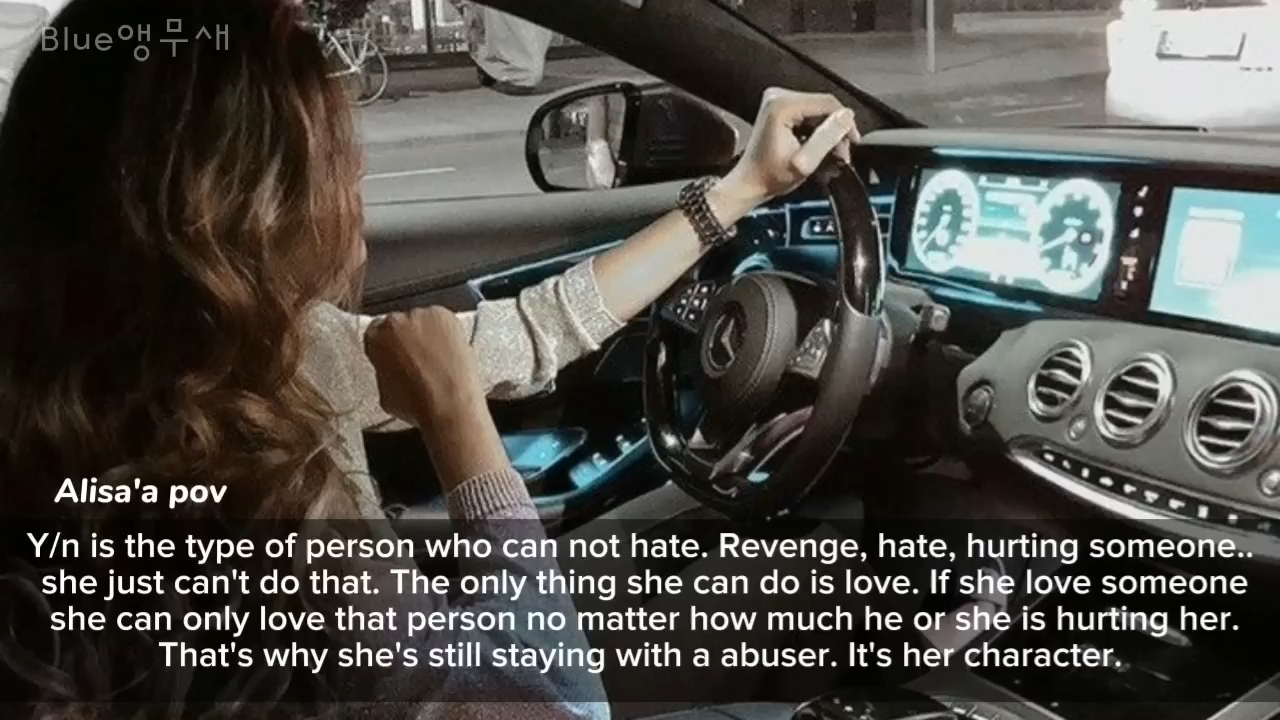 Blue앵무새
Alisa'a pov
Y/n is the type of person who can not hate. Revenge, hate, hurting someone..
she just can't do that. The only thing she can do is love. If she love someone
she can only love that person no matter how much he or she is hurting her.
That's why she's still staying with a abuser. It's her character.